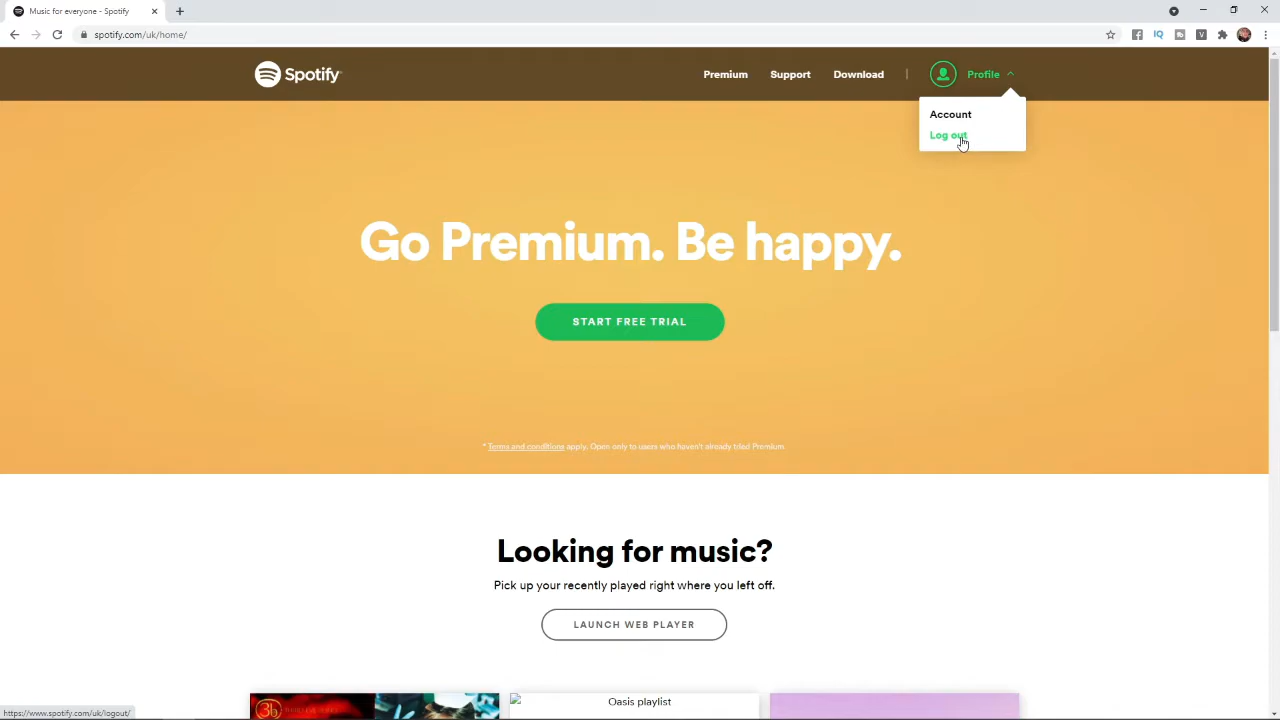 Music for everyone - Spotify
spotify.com/uk/home/
Spotify
Premium
Support
Download
Profile
Account
Log out
Go Premium. Be happy.
START FREE TRIAL
* Terms and conditions apply. Open only to users who haven't already tried Premium.
Looking for music?
Pick up your recently played right where you left off.
LAUNCH WEB PLAYER
Oasis playlist
https://www.spotify.com/uk/logout/